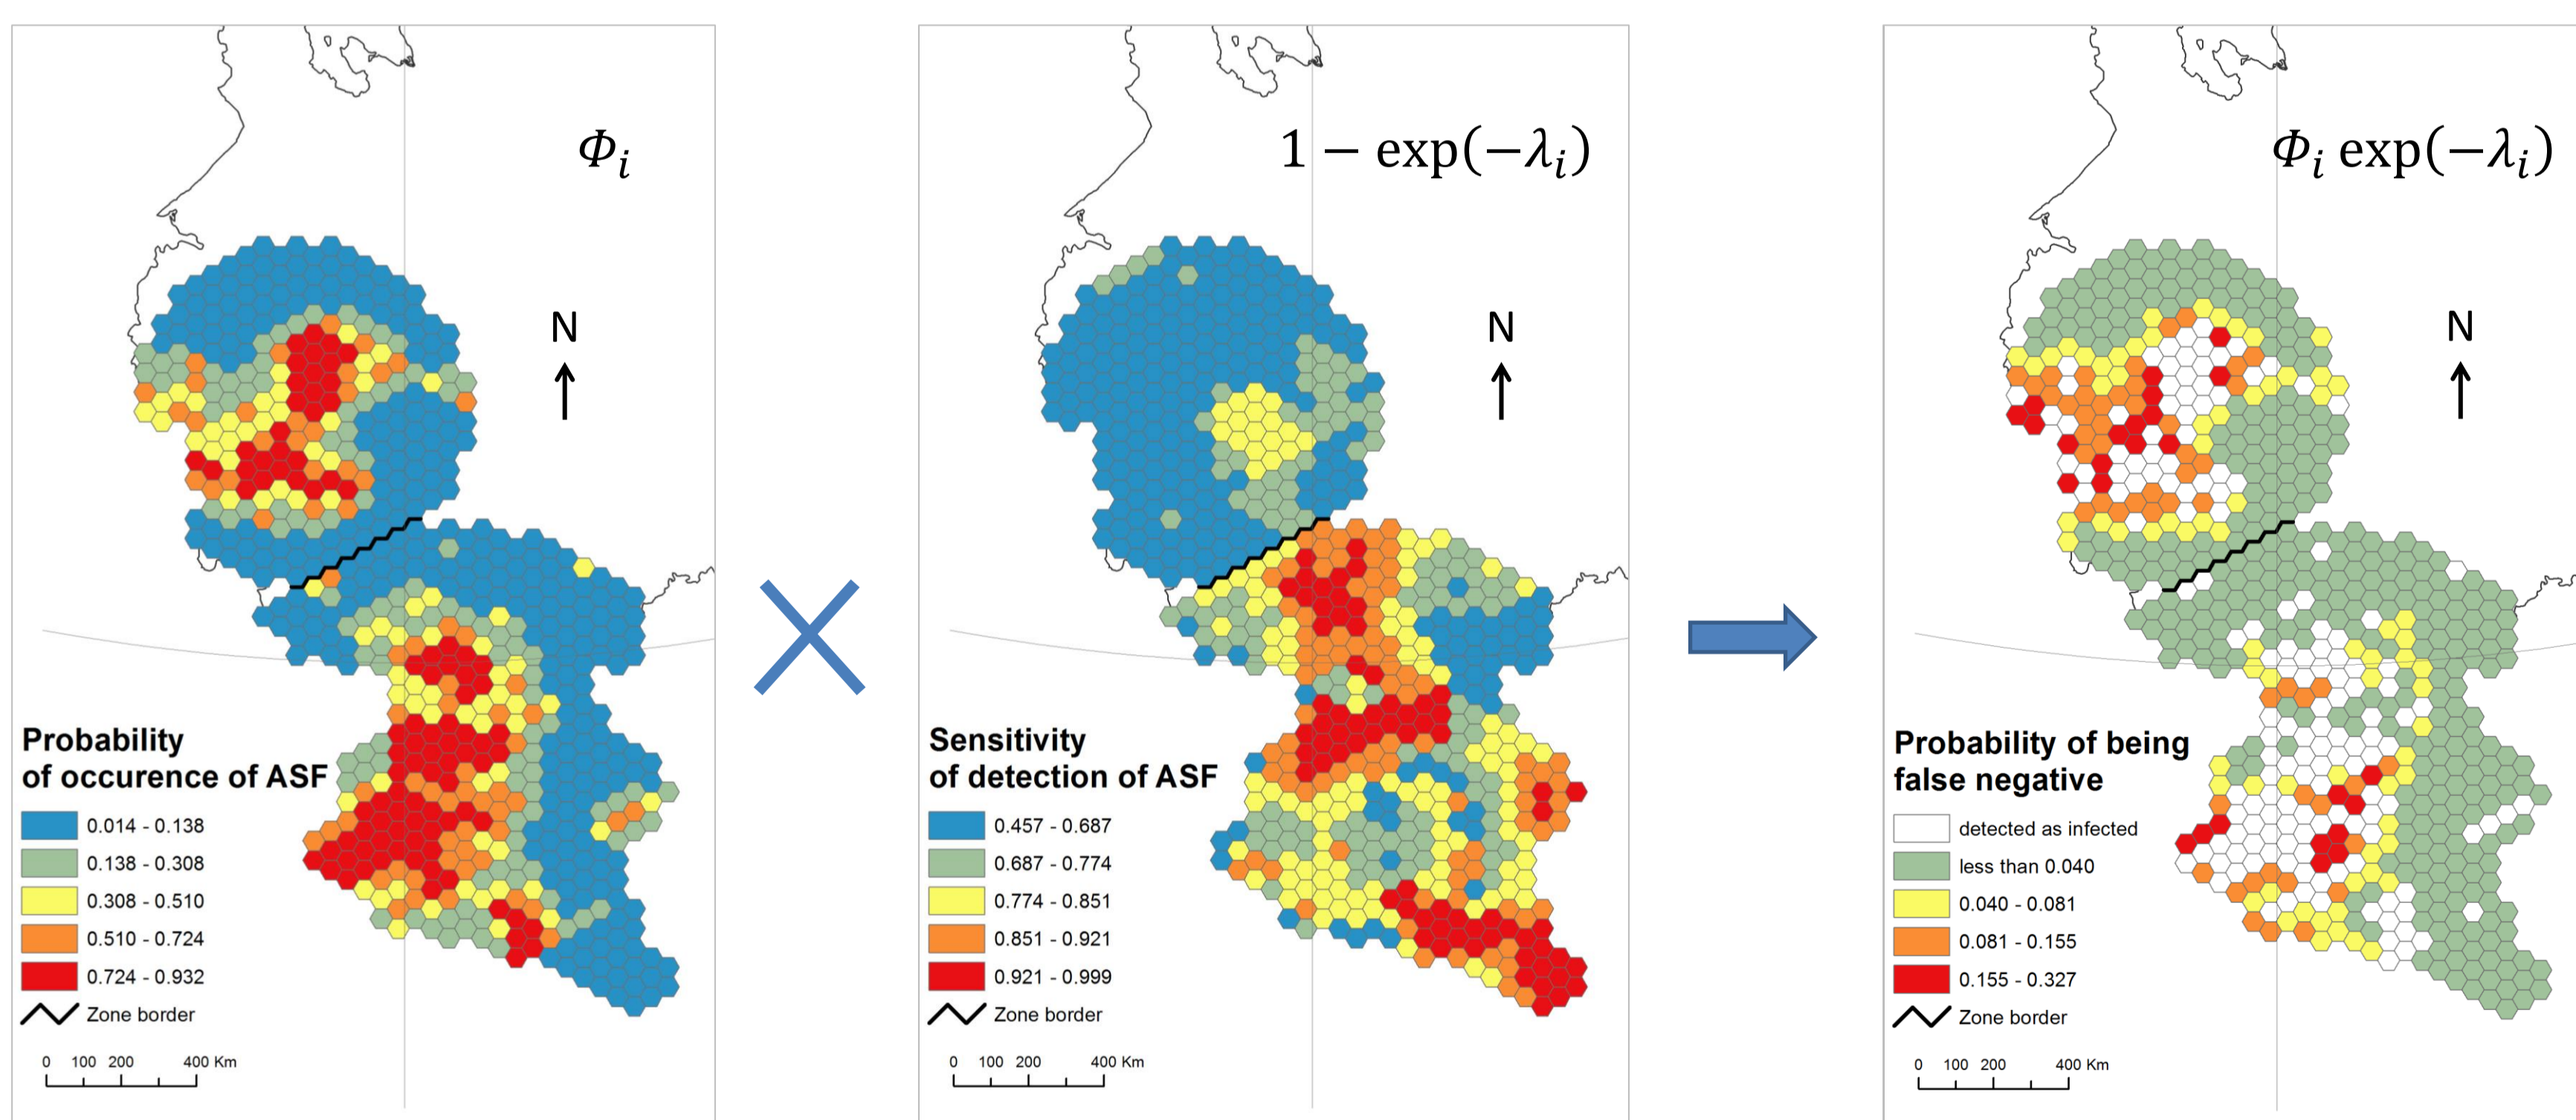 Φᵢ
N
Probability
of occurence of ASF
0.014 - 0.138
0.138 - 0.308
0.308 - 0.510
0.510 - 0.724
0.724 - 0.932
Zone border
0 100 200 400 Km
1 − exp(−λᵢ)
N
Sensitivity
of detection of ASF
0.457 - 0.687
0.687 - 0.774
0.774 - 0.851
0.851 - 0.921
0.921 - 0.999
Zone border
0 100 200 400 Km
Φᵢ exp(−λᵢ)
N
Probability of being
false negative
detected as infected
less than 0.040
0.040 - 0.081
0.081 - 0.155
0.155 - 0.327
Zone border
0 100 200 400 Km